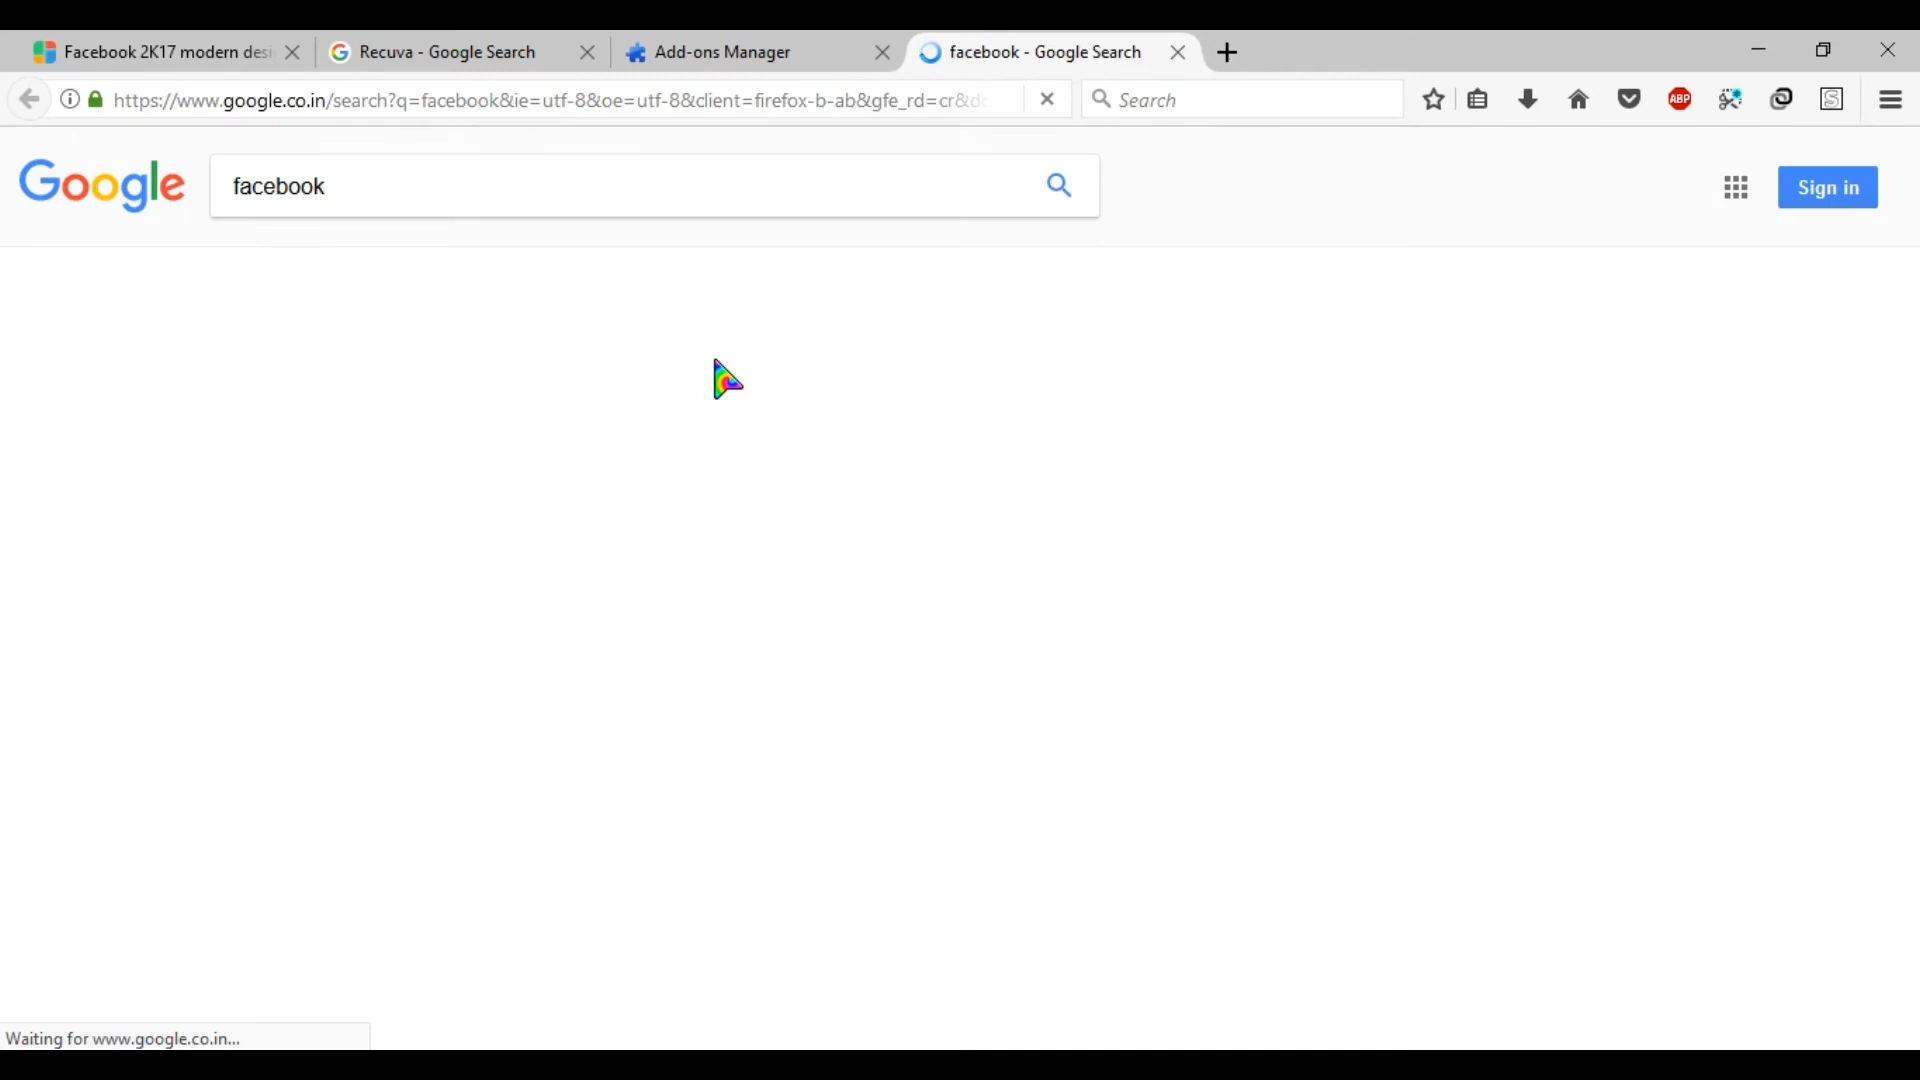 Facebook 2K17 modern desi
Recuva - Google Search
Add-ons Manager
facebook - Google Search
https://www.google.co.in/search?q=facebook&ie=utf-8&oe=utf-8&client=firefox-b-ab&gfe_rd=cr&d
Search
ABP
S
Google
facebook
Sign in
Waiting for www.google.co.in...